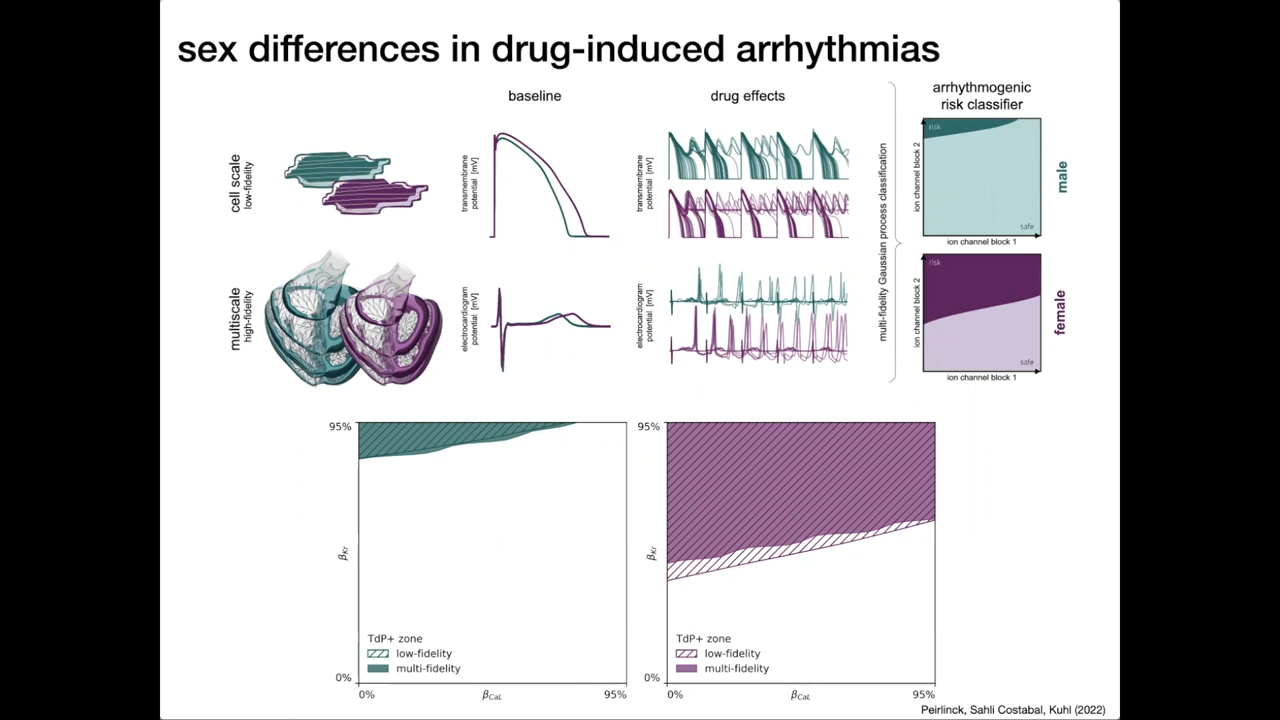 sex differences in drug-induced arrhythmias
baseline
drug effects
arrhythmogenic
risk classifier
cell scale
low-fidelity
transmembrane
potential [mV]
transmembrane
potential [mV]
multi-fidelity Gaussian process classification
ion channel block 2
risk
safe
ion channel block 1
male
multiscale
high-fidelity
electrocardiogram
potential [mV]
electrocardiogram
potential [mV]
ion channel block 2
risk
safe
ion channel block 1
female
95%
βKr
TdP+ zone
low-fidelity
multi-fidelity
0%
0%
βCaL
95%
95%
βKr
TdP+ zone
low-fidelity
multi-fidelity
0%
0%
βCaL
95%
Peirlinck, Sahli Costabal, Kuhl (2022)